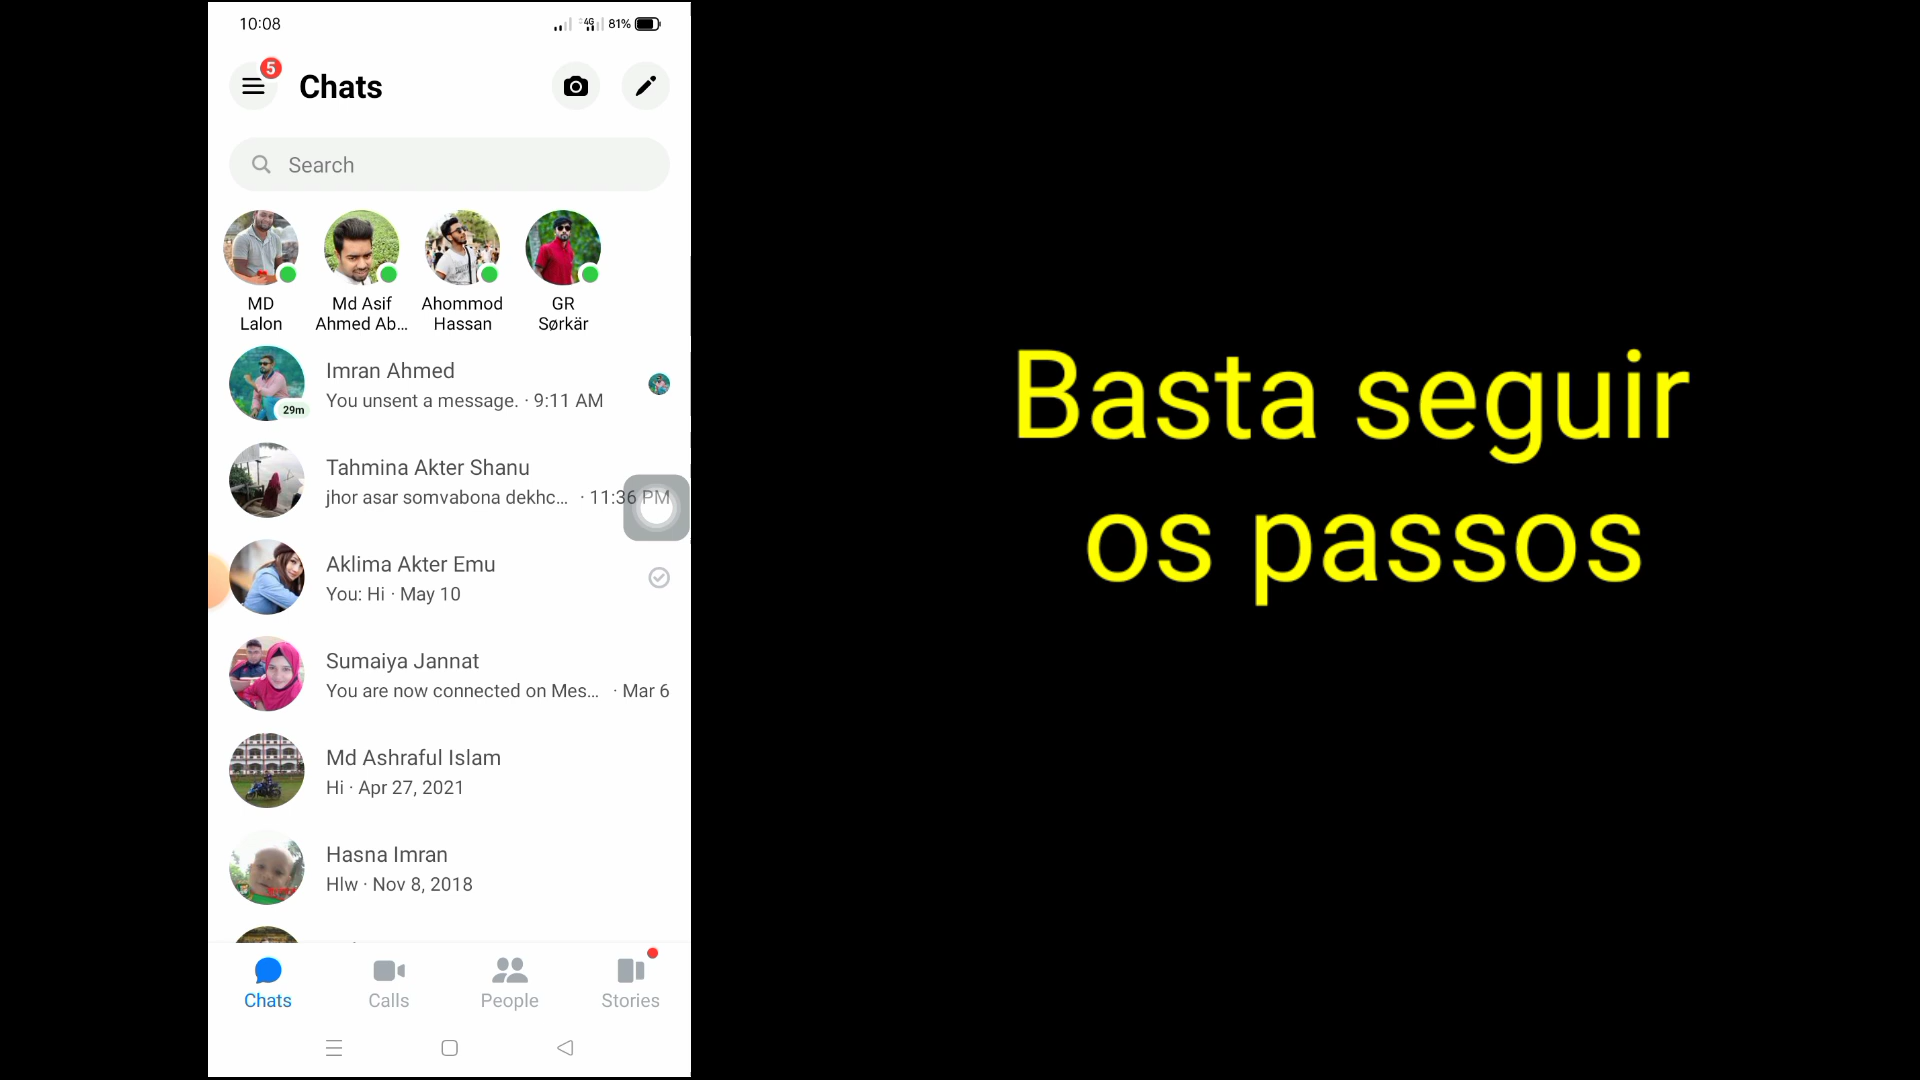 10:08
4G 81%
5
Chats
Search
MD
Lalon
Md Asif
Ahmed Ab...
Ahommod
Hassan
GR
Sørkär
Imran Ahmed
You unsent a message. · 9:11 AM
29m
Tahmina Akter Shanu
jhor asar somvabona dekhc... · 11:36 PM
Aklima Akter Emu
You: Hi · May 10
Sumaiya Jannat
You are now connected on Mes... · Mar 6
Md Ashraful Islam
Hi · Apr 27, 2021
Hasna Imran
Hlw · Nov 8, 2018
Chats
Calls
People
Stories
Basta seguir
os passos